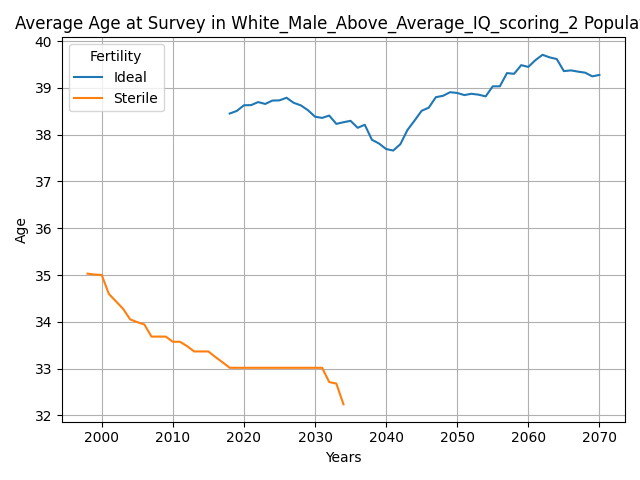 Average Age at Survey in White_Male_Above_Average_IQ_scoring_2 Popula
Fertility
Ideal
Sterile
Age
40
39
38
37
36
35
34
33
32
2000 2010 2020 2030 2040 2050 2060 2070
Years